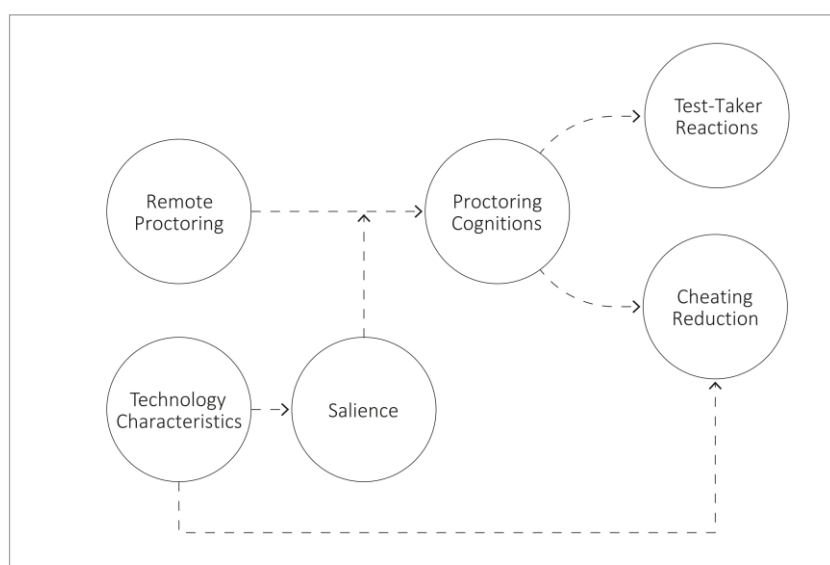 Test-Taker
Reactions
Remote
Proctoring
Proctoring
Cognitions
Cheating
Reduction
Technology
Characteristics
Salience